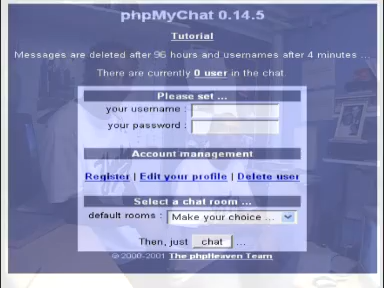 phpMyChat 0.14.5
Tutorial
Messages are deleted after 96 hours and usernames after 4 minutes ...
There are currently 0 user in the chat
Please set ...
your username :
your password :
Account management
Register | Edit your profile | Delete user
Select a chat room ...
default rooms : Make your choice ...
Then, just chat ...
© 2000-2001 The phpHeaven Team